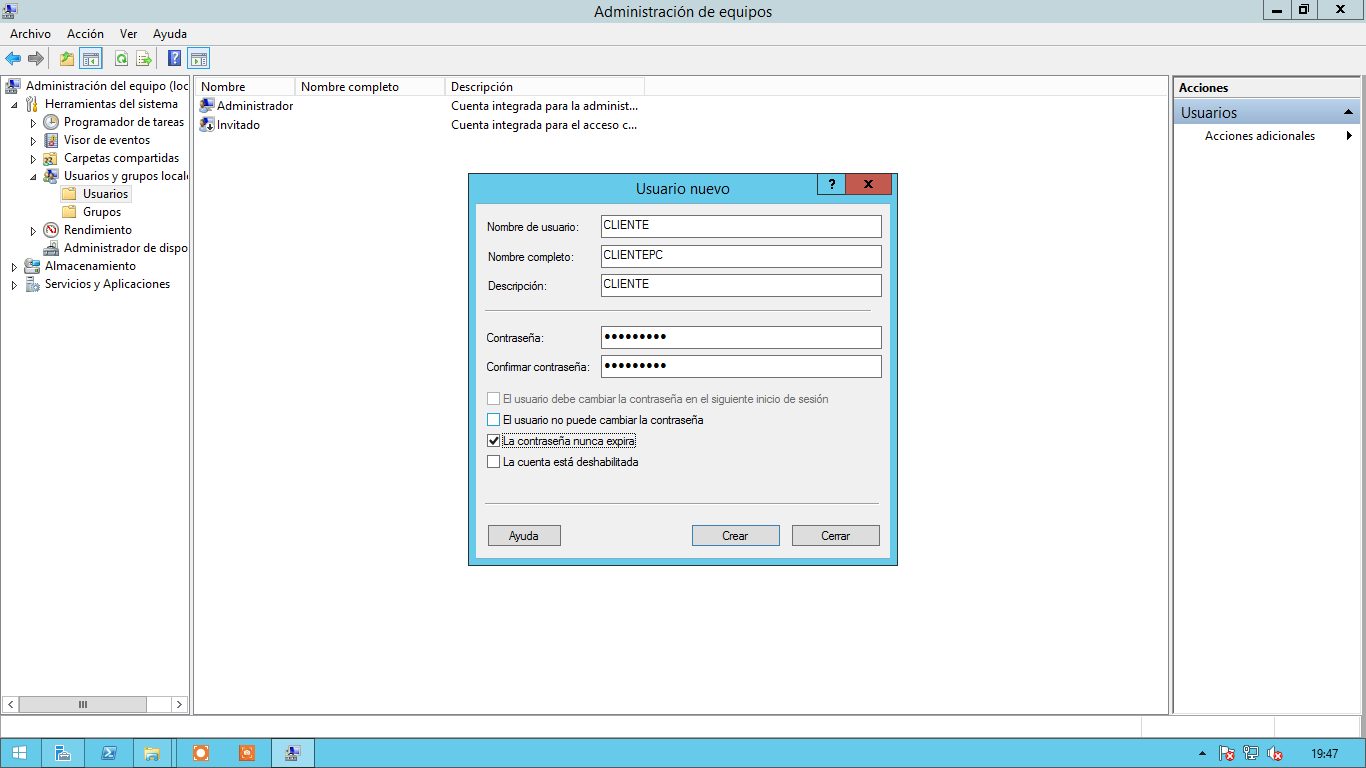 Administración de equipos
Archivo Acción Ver Ayuda
Administración del equipo (loc
Herramientas del sistema
Programador de tareas
Visor de eventos
Carpetas compartidas
Usuarios y grupos locale
Usuarios
Grupos
Rendimiento
Administrador de dispo
Almacenamiento
Servicios y Aplicaciones
Nombre Nombre completo Descripción
Administrador Cuenta integrada para la administ...
Invitado Cuenta integrada para el acceso c...
Acciones
Usuarios
Acciones adicionales
Usuario nuevo
Nombre de usuario: CLIENTE
Nombre completo: CLIENTEPC
Descripción: CLIENTE
Contraseña: •••••••••
Confirmar contraseña: •••••••••
El usuario debe cambiar la contraseña en el siguiente inicio de sesión
El usuario no puede cambiar la contraseña
La contraseña nunca expira
La cuenta está deshabilitada
Ayuda Crear Cerrar
19:47